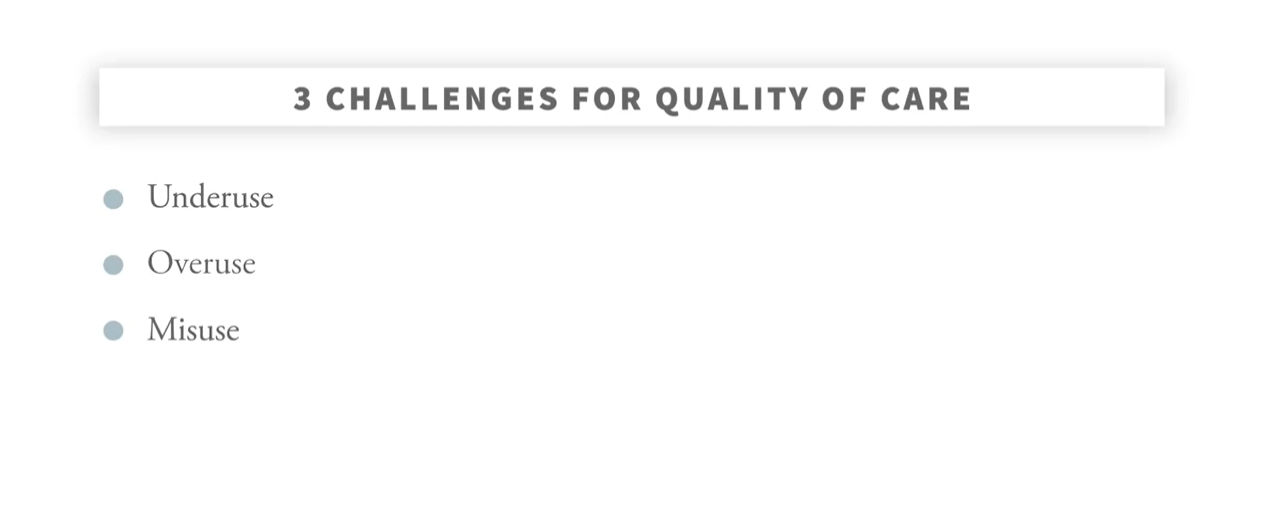 3 CHALLENGES FOR QUALITY OF CARE
Underuse
Overuse
Misuse